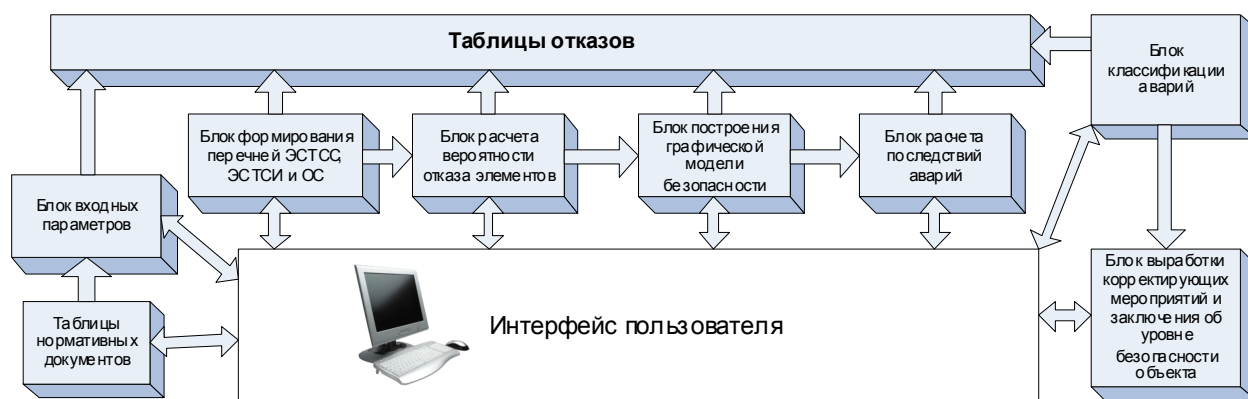 Таблицы отказов
Блок
классификации
аварий
Блок формирования
перечней ЭСТСС,
ЭСТСИ и ОС
Блок расчета
вероятности
отказа элементов
Блок построения
графической
модели
безопасности
Блок расчета
последствий
аварий
Блок входных
параметров
Таблицы
нормативных
документов
Интерфейс пользователя
Блок выработки
корректирующих
мероприятий и
заключения об
уровне
безопасности
объекта